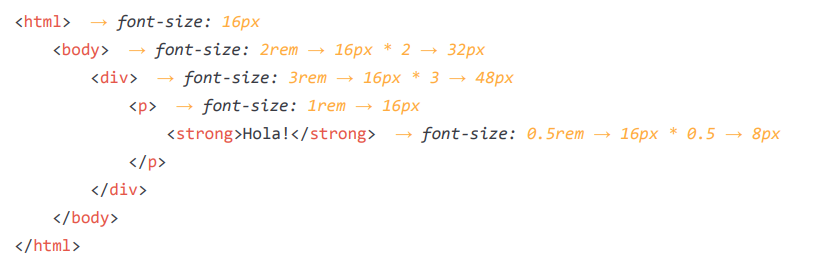 <html> → font-size: 16px
<body> → font-size: 2rem → 16px * 2 → 32px
<div> → font-size: 3rem → 16px * 3 → 48px
<p> → font-size: 1rem → 16px
<strong>Hola!</strong> → font-size: 0.5rem → 16px * 0.5 → 8px
</p>
</div>
</body>
</html>